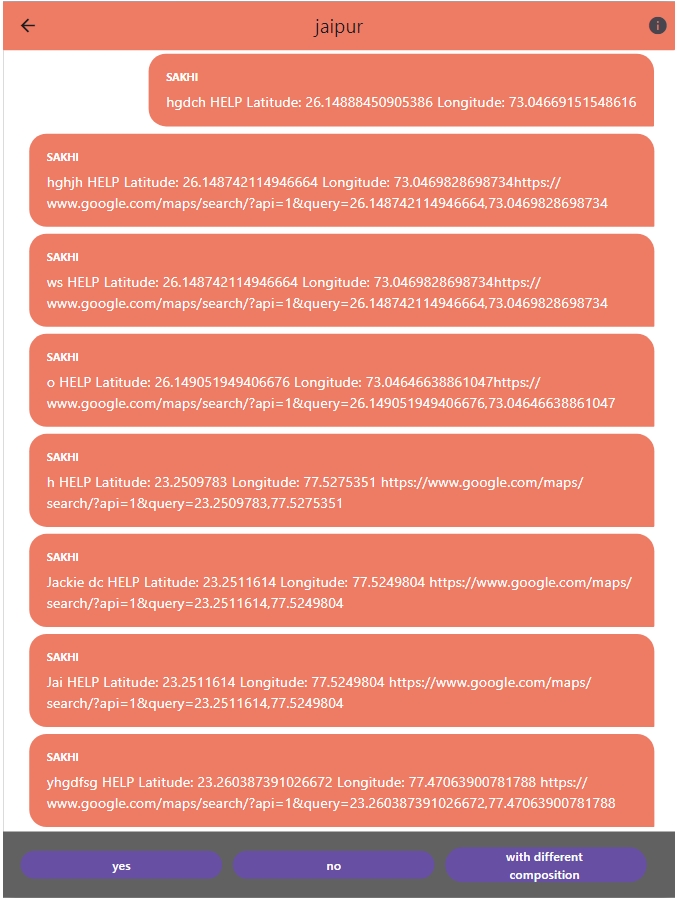 jaipur
SAKHI
hgdch HELP Latitude: 26.14888450905386 Longitude: 73.04669151548616
SAKHI
hghjh HELP Latitude: 26.148742114946664 Longitude: 73.0469828698734https://
www.google.com/maps/search/?api=1&query=26.148742114946664,73.0469828698734
SAKHI
ws HELP Latitude: 26.148742114946664 Longitude: 73.0469828698734https://
www.google.com/maps/search/?api=1&query=26.148742114946664,73.0469828698734
SAKHI
o HELP Latitude: 26.149051949406676 Longitude: 73.04646638861047https://
www.google.com/maps/search/?api=1&query=26.149051949406676,73.04646638861047
SAKHI
h HELP Latitude: 23.2509783 Longitude: 77.5275351 https://www.google.com/maps/
search/?api=1&query=23.2509783,77.5275351
SAKHI
Jackie dc HELP Latitude: 23.2511614 Longitude: 77.5249804 https://www.google.com/maps/
search/?api=1&query=23.2511614,77.5249804
SAKHI
Jai HELP Latitude: 23.2511614 Longitude: 77.5249804 https://www.google.com/maps/
search/?api=1&query=23.2511614,77.5249804
SAKHI
yhgdfsg HELP Latitude: 23.260387391026672 Longitude: 77.47063900781788 https://
www.google.com/maps/search/?api=1&query=23.260387391026672,77.47063900781788
yes
no
with different
composition